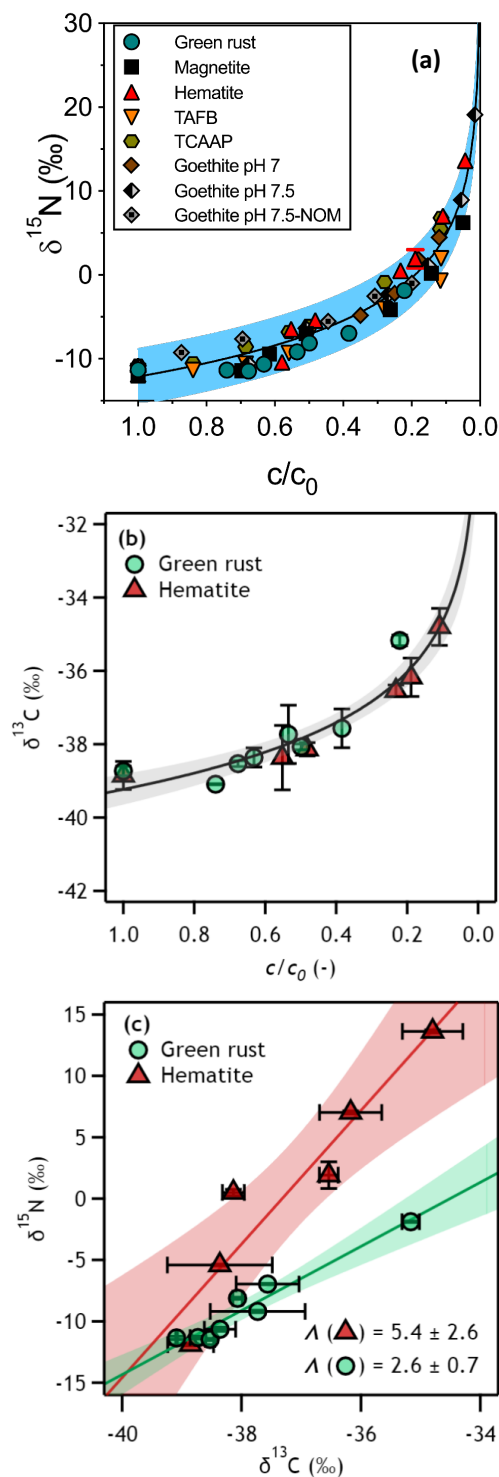 (a)
Green rust
Magnetite
Hematite
TAFB
TCAAP
Goethite pH 7
Goethite pH 7.5
Goethite pH 7.5-NOM
δ ¹⁵N (‰)
30
20
10
0
-10
1.0 0.8 0.6 0.4 0.2 0.0
c/c₀
(b)
Green rust
Hematite
δ¹³C (‰)
-32
-34
-36
-38
-40
-42
1.0 0.8 0.6 0.4 0.2 0.0
c/c₀ (-)
(c)
Green rust
Hematite
δ¹⁵N (‰)
15
10
5
0
-5
-10
-15
Λ ( ) = 5.4 ± 2.6
Λ ( ) = 2.6 ± 0.7
-40 -38 -36 -34
δ¹³C (‰)